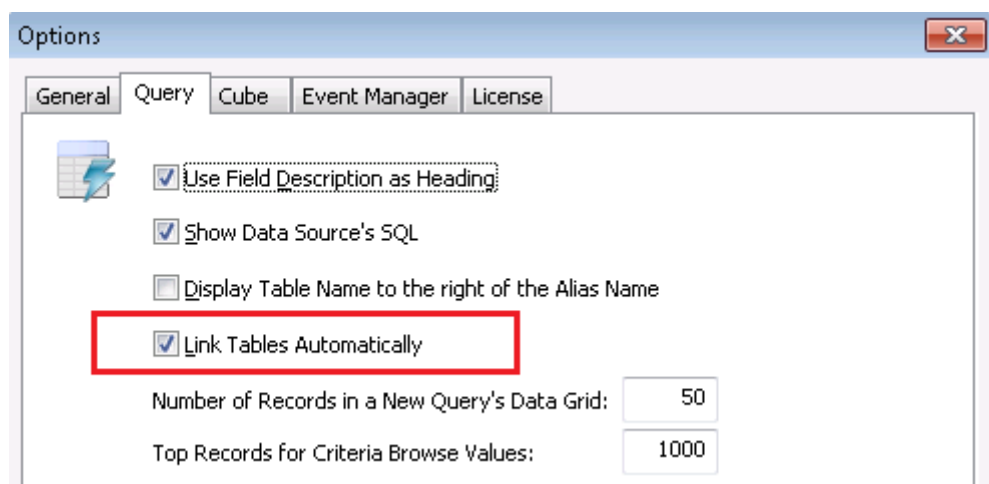 Options
General Query Cube Event Manager License
Use Field Description as Heading
Show Data Source's SQL
Display Table Name to the right of the Alias Name
Link Tables Automatically
Number of Records in a New Query's Data Grid: 50
Top Records for Criteria Browse Values: 1000